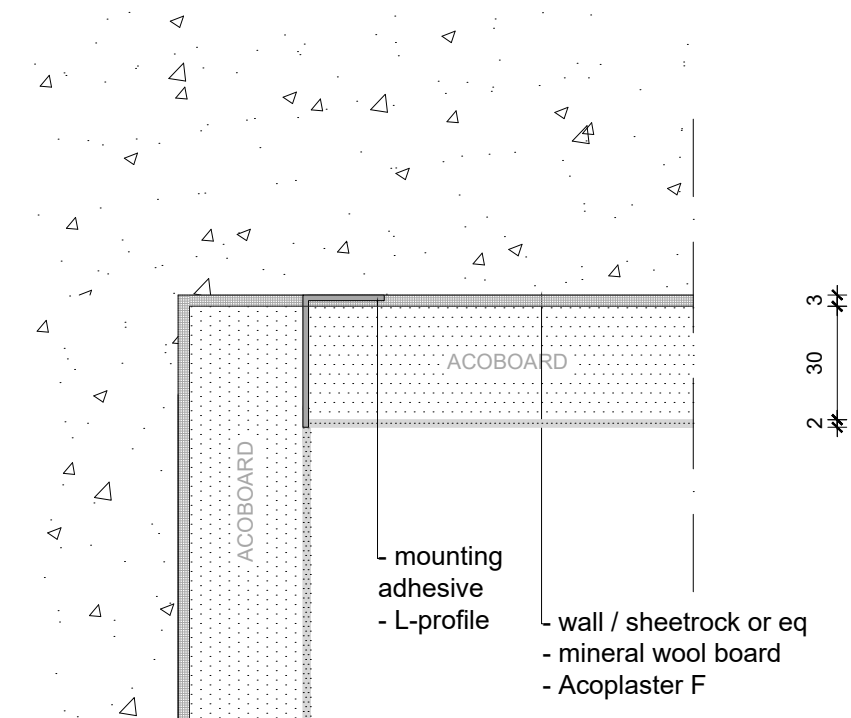 3
ACOBOARD
30
2
ACOBOARD
- mounting
adhesive
- L-profile
- wall / sheetrock or eq
- mineral wool board
- Acoplaster F